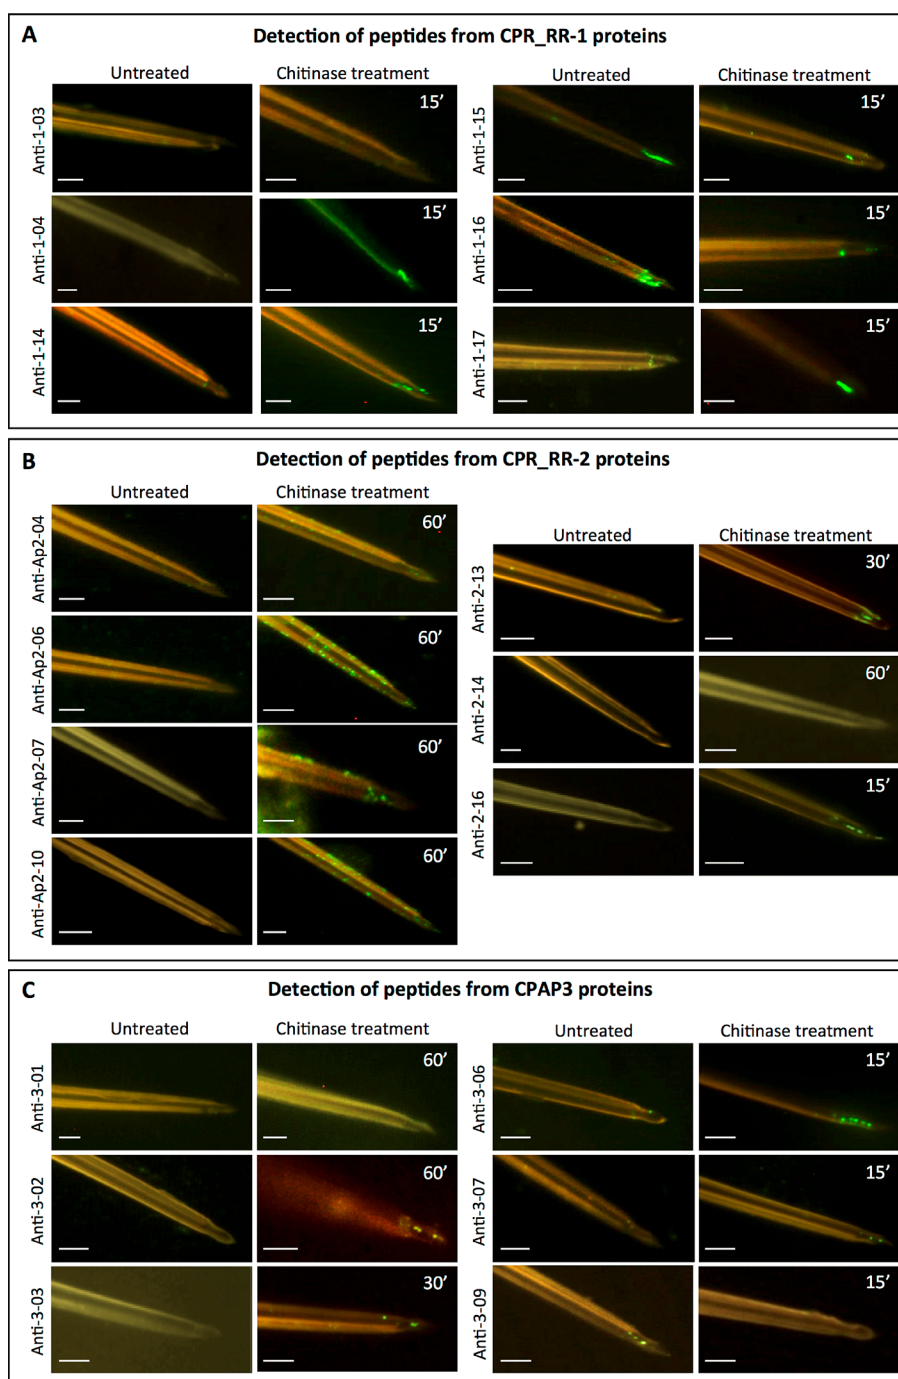 A
Detection of peptides from CPR_RR-1 proteins
Untreated
Chitinase treatment
Untreated
Chitinase treatment
Anti-1-03
15’
Anti-1-15
15’
Anti-1-04
15’
Anti-1-16
15’
Anti-1-14
15’
Anti-1-17
15’
B
Detection of peptides from CPR_RR-2 proteins
Untreated
Chitinase treatment
Anti-Ap2-04
60’
Anti-Ap2-06
60’
Anti-Ap2-07
60’
Anti-Ap2-10
60’
Untreated
Chitinase treatment
Anti-2-13
30’
Anti-2-14
60’
Anti-2-16
15’
C
Detection of peptides from CPAP3 proteins
Untreated
Chitinase treatment
Untreated
Chitinase treatment
Anti-3-01
60’
Anti-3-06
15’
Anti-3-02
60’
Anti-3-07
15’
Anti-3-03
30’
Anti-3-09
15’